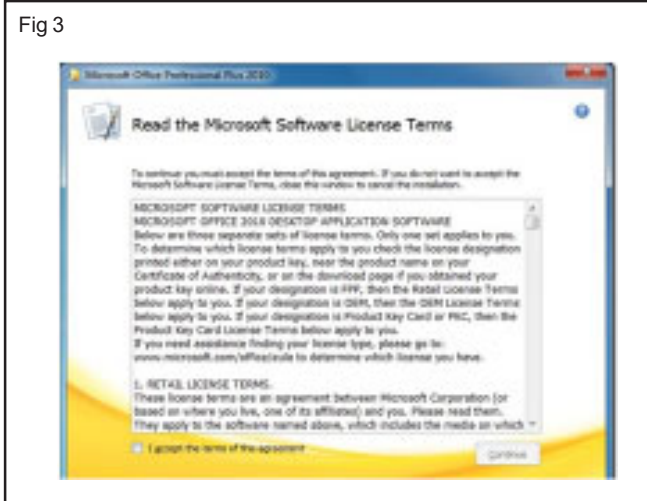 Fig 3
Microsoft Office Professional Plus 2010
Read the Microsoft Software License Terms
To continue you must accept the terms of this agreement. If you do not want to accept the
Microsoft Software License Terms, close this window to cancel the installation.
MICROSOFT SOFTWARE LICENSE TERMS
MICROSOFT OFFICE 2010 DESKTOP APPLICATION SOFTWARE
Below are three separate sets of license terms. Only one set applies to you.
To determine which license terms apply to you check the license designation
printed either on your product key, near the product name on your
Certificate of Authenticity, or on the download page if you obtained your
product key online. If your designation is FPP, then the Retail License Terms
below apply to you. If your designation is OEM, then the OEM License Terms
below apply to you. If your designation is Product Key Card or PKC, then the
Product Key Card License Terms below apply to you.
If you need assistance finding your license type, please go to:
www.microsoft.com/office/eula to determine which license you have.
1. RETAIL LICENSE TERMS.
These license terms are an agreement between Microsoft Corporation (or
based on where you live, one of its affiliates) and you. Please read them.
They apply to the software named above, which includes the media on which
I accept the terms of this agreement
Continue